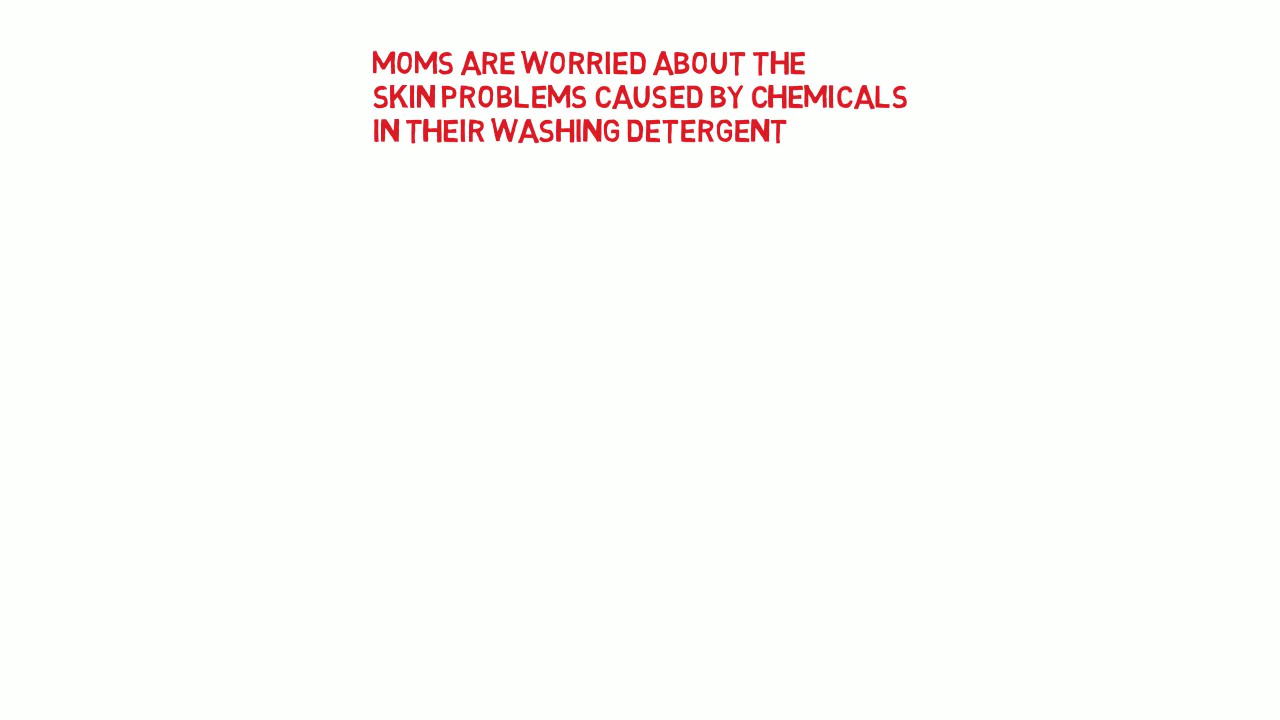 MOMS ARE WORRIED ABOUT THE
SKIN PROBLEMS CAUSED BY CHEMICALS
IN THEIR WASHING DETERGENT